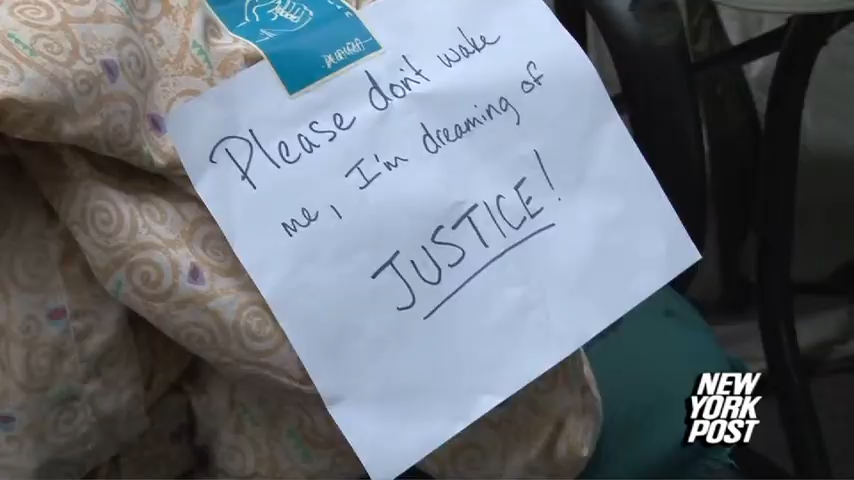 Please don't wake
me, I'm dreaming of
JUSTICE!
NEW
YORK
POST